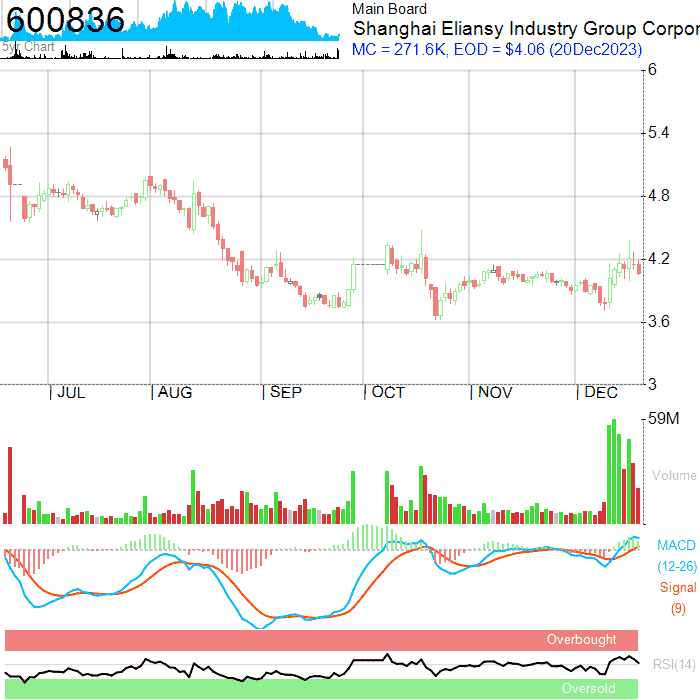 600836
5yr Chart
Main Board
Shanghai Eliansy Industry Group Corpor
MC = 271.6K, EOD = $4.06 (20Dec2023)
6
5.4
4.8
4.2
3.6
3
JUL AUG SEP OCT NOV DEC
59M
Volume
MACD
(12-26)
Signal
(9)
Overbought
RSI(14)
Oversold